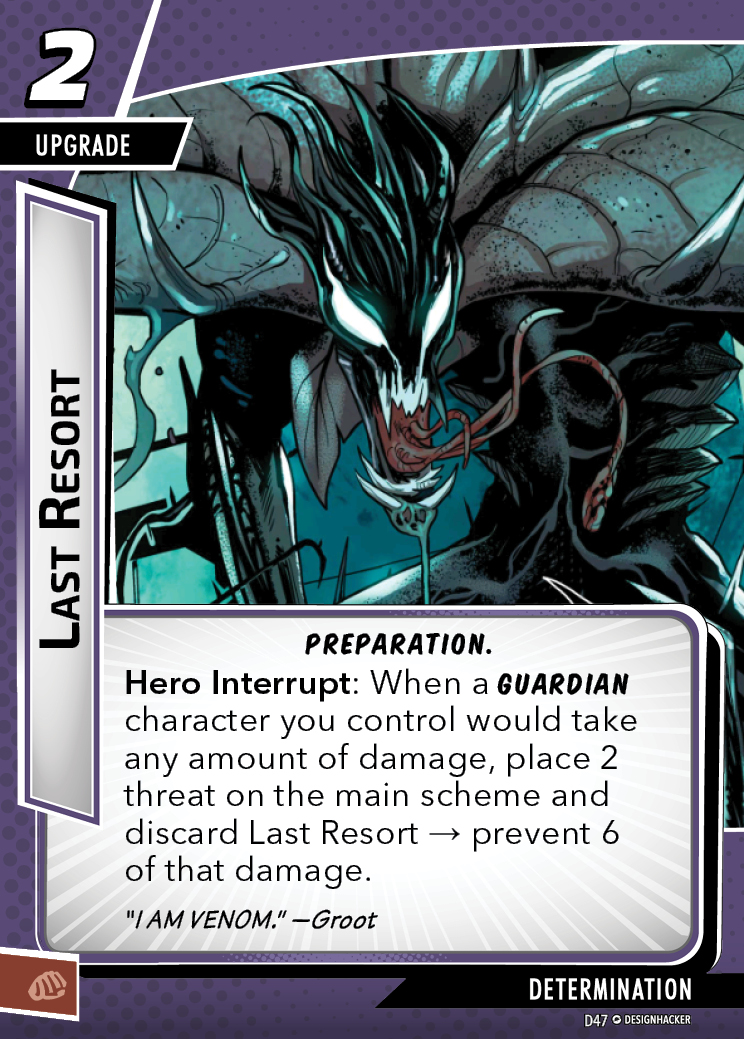 2
UPGRADE
LAST RESORT
PREPARATION.
Hero Interrupt: When a GUARDIAN
character you control would take
any amount of damage, place 2
threat on the main scheme and
discard Last Resort → prevent 6
of that damage.
"I AM VENOM." —Groot
DETERMINATION
D47 DESIGNHACKER